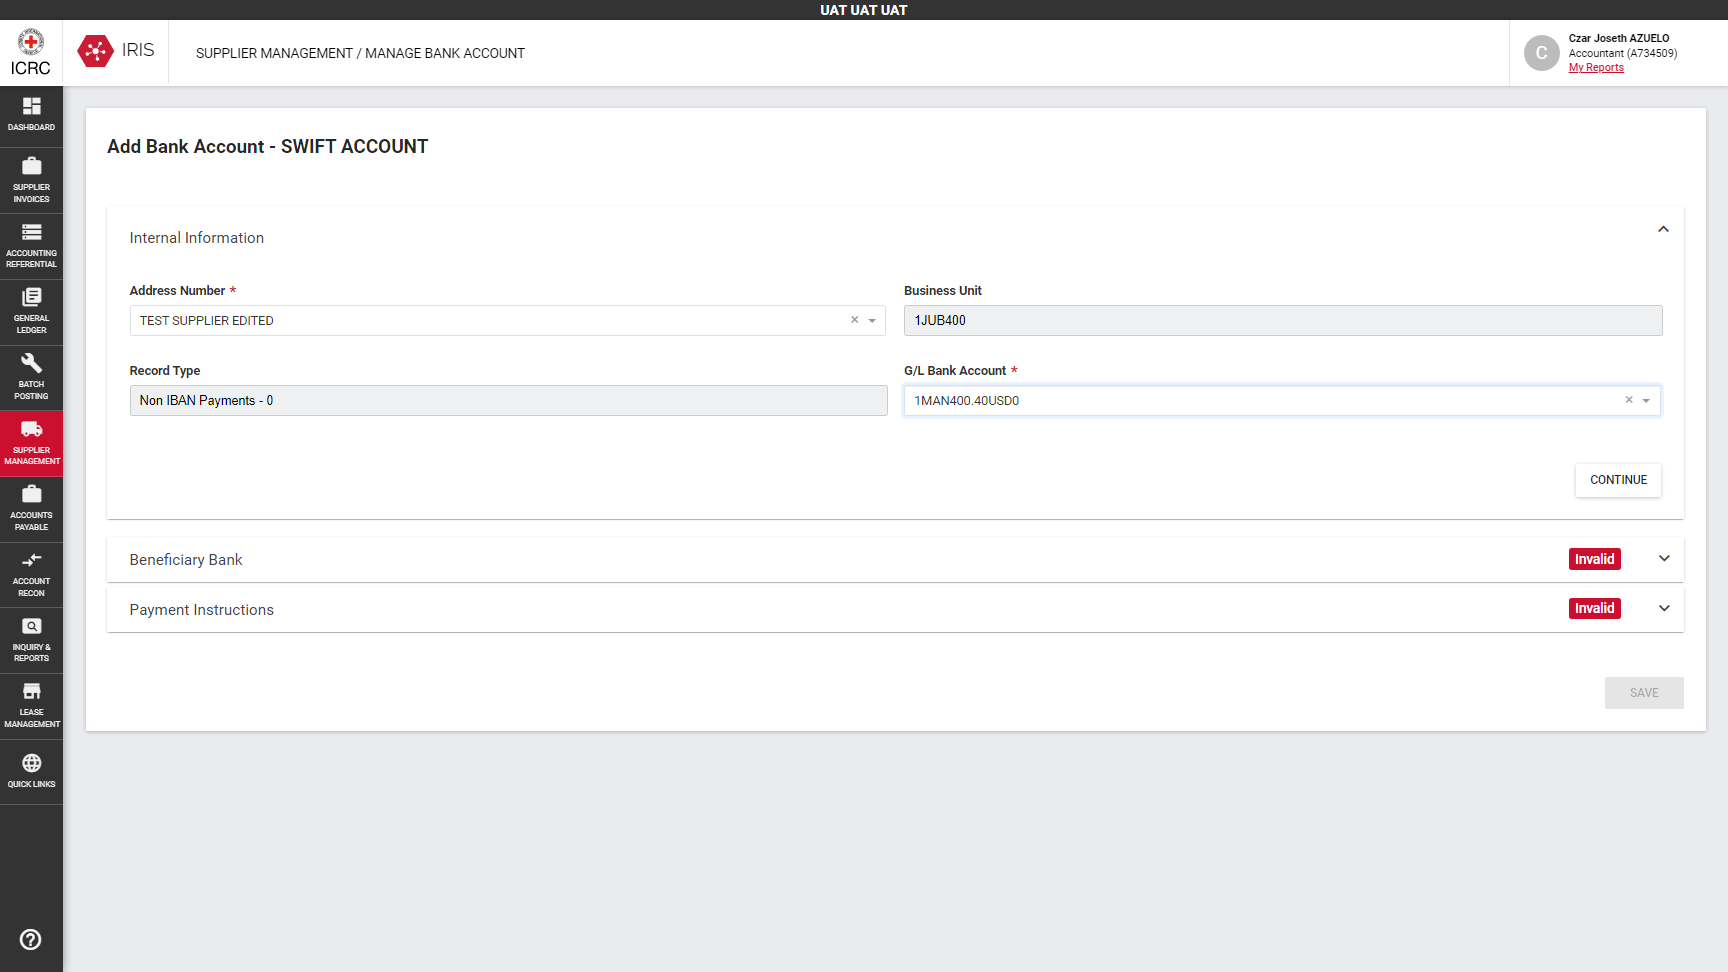 UAT UAT UAT
ICRC
IRIS
SUPPLIER MANAGEMENT / MANAGE BANK ACCOUNT
C
Czar Joseth AZUELO
Accountant (A734509)
My Reports
DASHBOARD
SUPPLIER
INVOICES
ACCOUNTING
REFERENTIAL
GENERAL
LEDGER
BATCH
POSTING
SUPPLIER
MANAGEMENT
ACCOUNTS
PAYABLE
ACCOUNT
RECON
INQUIRY &
REPORTS
LEASE
MANAGEMENT
QUICK LINKS
Add Bank Account - SWIFT ACCOUNT
Internal Information
Address Number *
TEST SUPPLIER EDITED
Business Unit
1JUB400
Record Type
Non IBAN Payments - 0
G/L Bank Account *
1MAN400.40USD0
CONTINUE
Beneficiary Bank
Invalid
Payment Instructions
Invalid
SAVE